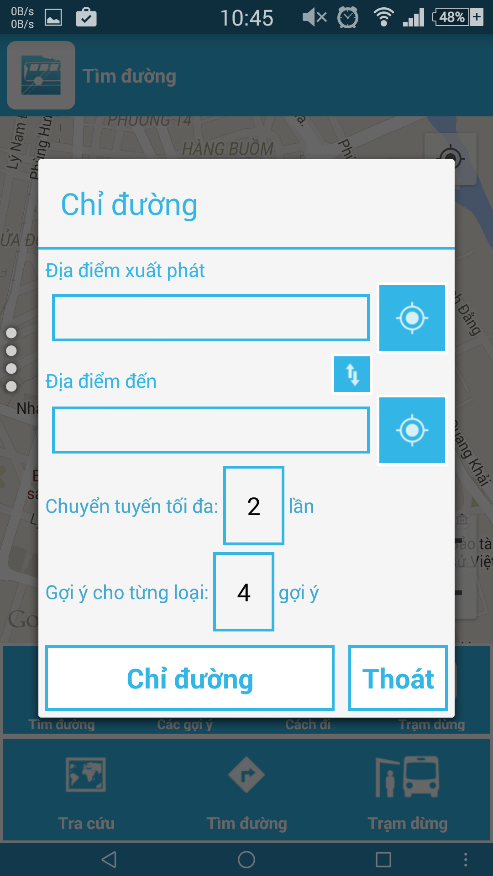 0B/s
0B/s
10:45
48%
Tìm đường
PHƯỜNG 14
HÀNG BUỒM
Lý Nam
Chỉ đường
Địa điểm xuất phát
Địa điểm đến
Chuyển tuyến tối đa: 2 lần
Gợi ý cho từng loại: 4 gợi ý
Chỉ đường Thoát
Tìm đường Các gợi ý Cách đi Trạm dừng
Tra cứu Tìm đường Trạm dừng